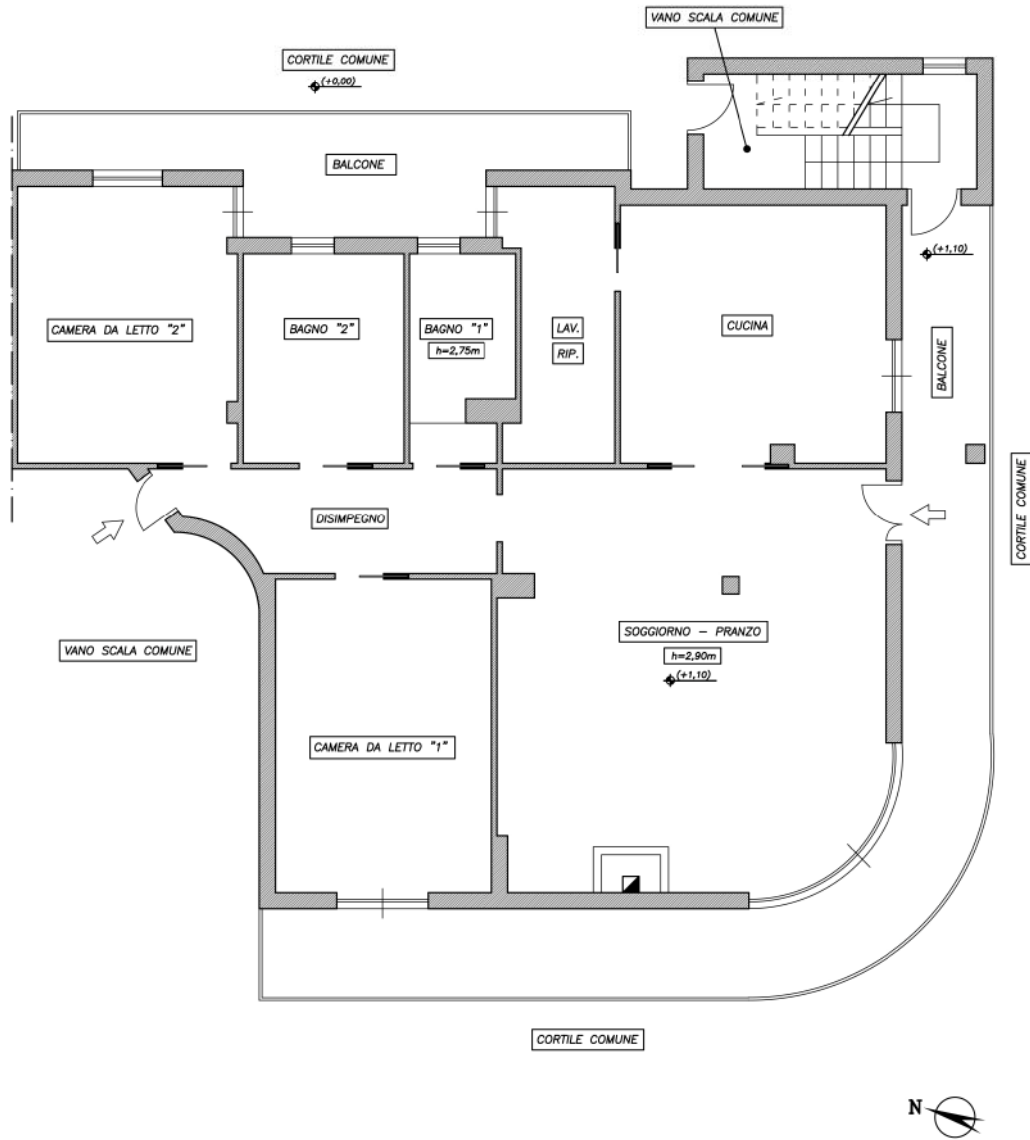 VANO SCALA COMUNE
CORTILE COMUNE
(+0,00)
BALCONE
(+1,10)
CAMERA DA LETTO "2"
BAGNO "2"
BAGNO "1"
h=2,75m
LAV.
RIP.
CUCINA
BALCONE
CORTILE COMUNE
DISIMPEGNO
VANO SCALA COMUNE
SOGGIORNO - PRANZO
h=2,90m
(+1,10)
CAMERA DA LETTO "1"
CORTILE COMUNE
N